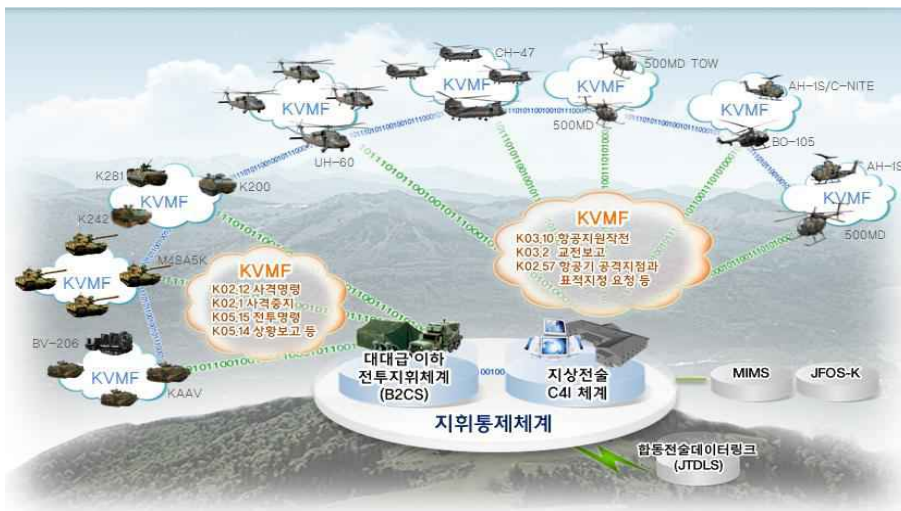 CH-47
KVMF
500MD TOW
KVMF
KVMF
AH-1S/C-NITE
KVMF
KVMF
500MD
BO-105
UH-60
AH-1S
K281
K200
KVMF
KVMF
K242
500MD
KVMF
K03.10 항공지원작전
K03.2 교전보고
K02.57 항공기 공격지점과
표적지정 요청 등
M48A5K
KVMF
KVMF
K02.12 사격명령
K02.1 사격중지
K05.15 전투명령
K05.14 상황보고 등
BV-206
KVMF
KAAV
대대급 이하
전투지휘체계
(B2CS)
지상전술
C4I 체계
지휘통제체계
MIMS
JFOS-K
합동전술데이터링크
(JTDLS)